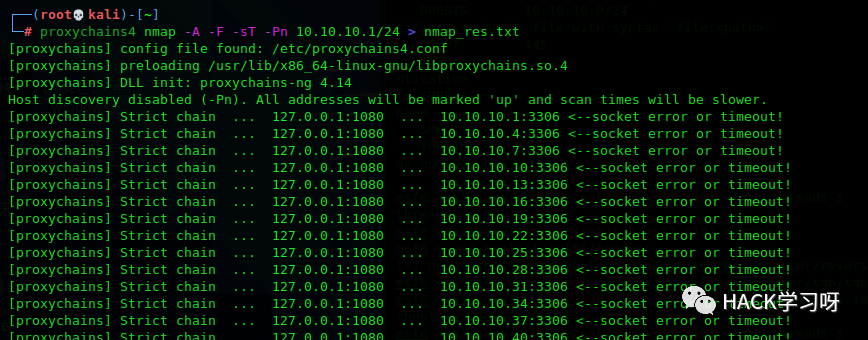 ┌──(root💀kali)-[~]
└─# proxychains4 nmap -A -F -sT -Pn 10.10.10.1/24 > nmap_res.txt
[proxychains] config file found: /etc/proxychains4.conf
[proxychains] preloading /usr/lib/x86_64-linux-gnu/libproxychains.so.4
[proxychains] DLL init: proxychains-ng 4.14
Host discovery disabled (-Pn). All addresses will be marked 'up' and scan times will be slower.
[proxychains] Strict chain ... 127.0.0.1:1080 ... 10.10.10.1:3306 <--socket error or timeout!
[proxychains] Strict chain ... 127.0.0.1:1080 ... 10.10.10.4:3306 <--socket error or timeout!
[proxychains] Strict chain ... 127.0.0.1:1080 ... 10.10.10.7:3306 <--socket error or timeout!
[proxychains] Strict chain ... 127.0.0.1:1080 ... 10.10.10.10:3306 <--socket error or timeout!
[proxychains] Strict chain ... 127.0.0.1:1080 ... 10.10.10.13:3306 <--socket error or timeout!
[proxychains] Strict chain ... 127.0.0.1:1080 ... 10.10.10.16:3306 <--socket error or timeout!
[proxychains] Strict chain ... 127.0.0.1:1080 ... 10.10.10.19:3306 <--socket error or timeout!
[proxychains] Strict chain ... 127.0.0.1:1080 ... 10.10.10.22:3306 <--socket error or timeout!
[proxychains] Strict chain ... 127.0.0.1:1080 ... 10.10.10.25:3306 <--socket error or timeout!
[proxychains] Strict chain ... 127.0.0.1:1080 ... 10.10.10.28:3306 <--socket error or timeout!
[proxychains] Strict chain ... 127.0.0.1:1080 ... 10.10.10.31:3306 <--socket error or timeout!
[proxychains] Strict chain ... 127.0.0.1:1080 ... 10.10.10.34:3306 <--socket error or timeout!
[proxychains] Strict chain ... 127.0.0.1:1080 ... 10.10.10.37:3306 <--socket error or timeout!
[proxychains] Strict chain ... 127.0.0.1:1080 ... 10.10.10.40:3306 <--socket error or timeout!
HACK学习呀